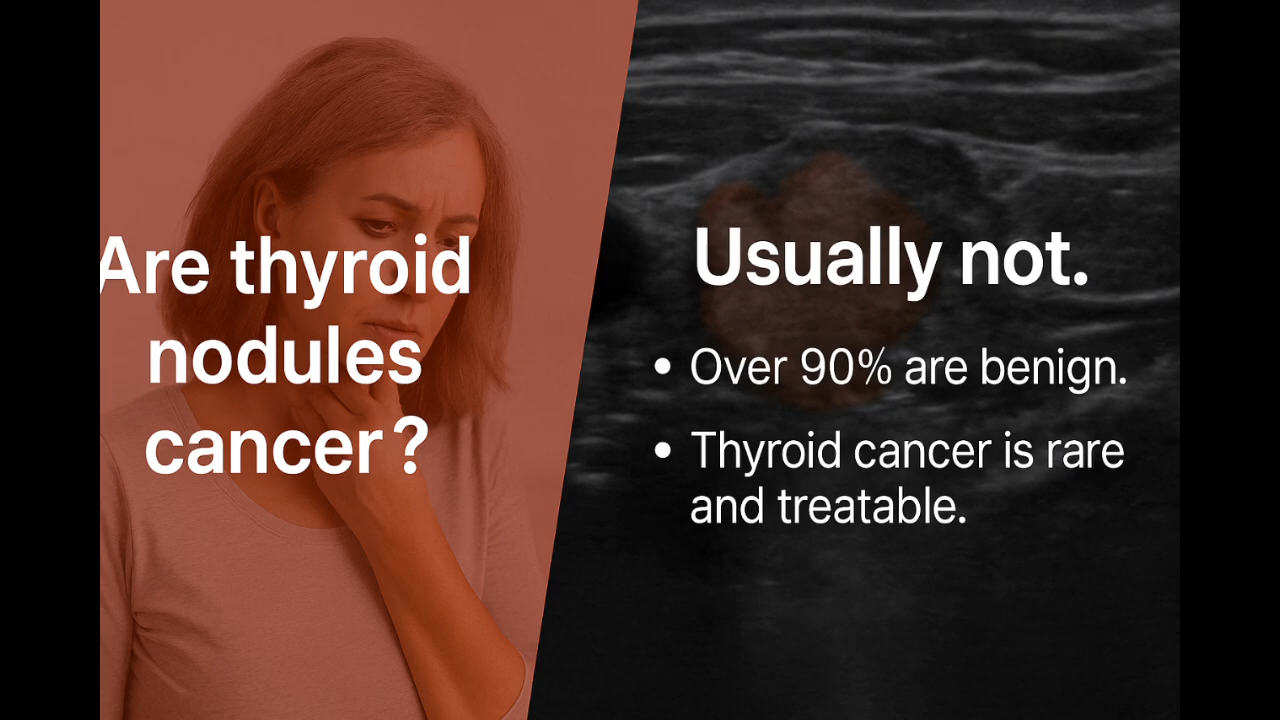 Are thyroid
nodules
cancer?
Usually not.
• Over 90% are benign.
• Thyroid cancer is rare
and treatable.